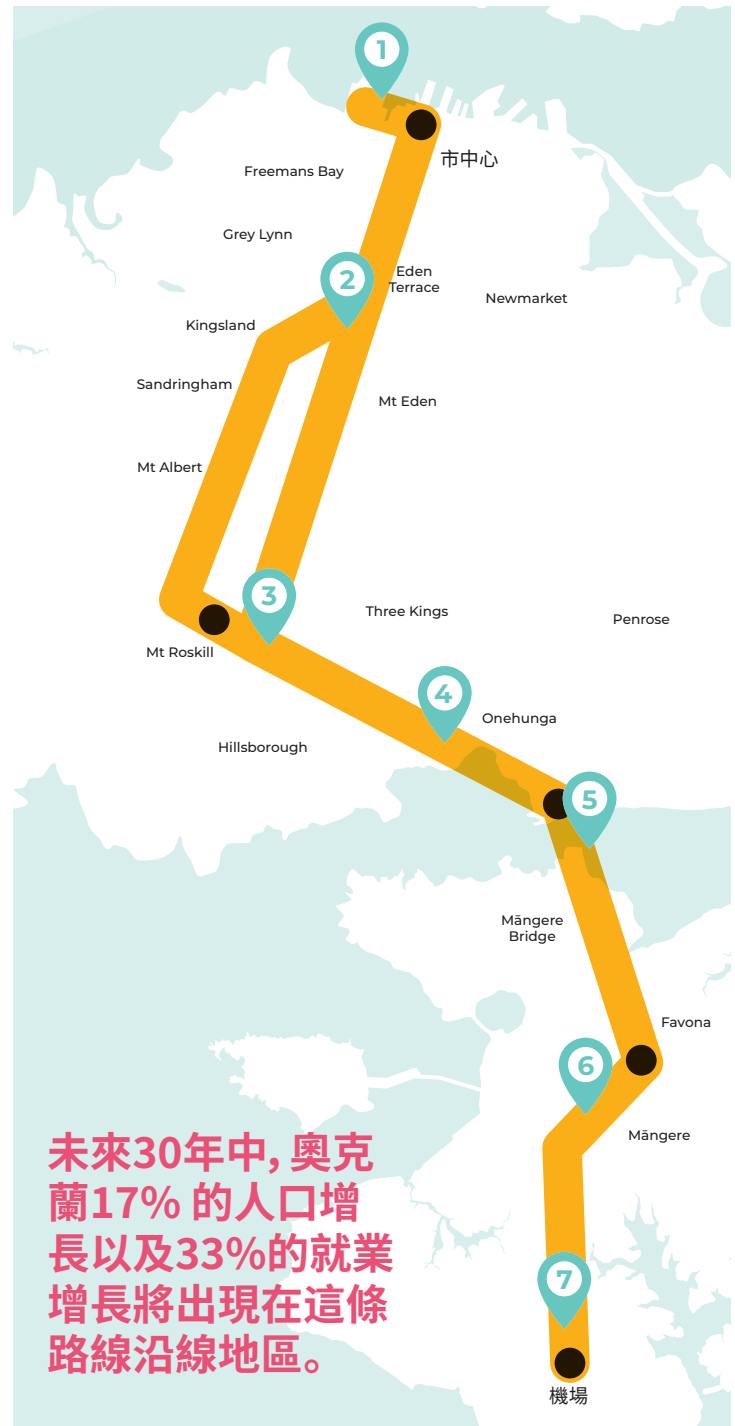 1
市中心
Freemans Bay
Grey Lynn
2
Eden
Terrace
Newmarket
Kingsland
Sandringham
Mt Eden
Mt Albert
3
Three Kings
Penrose
Mt Roskill
4
Onehunga
Hillsborough
5
Māngere
Bridge
Favona
6
Māngere
未來30年中，奧克
蘭17% 的人口增
長以及33%的就業
增長將出現在這條
路線沿線地區。
7
機場